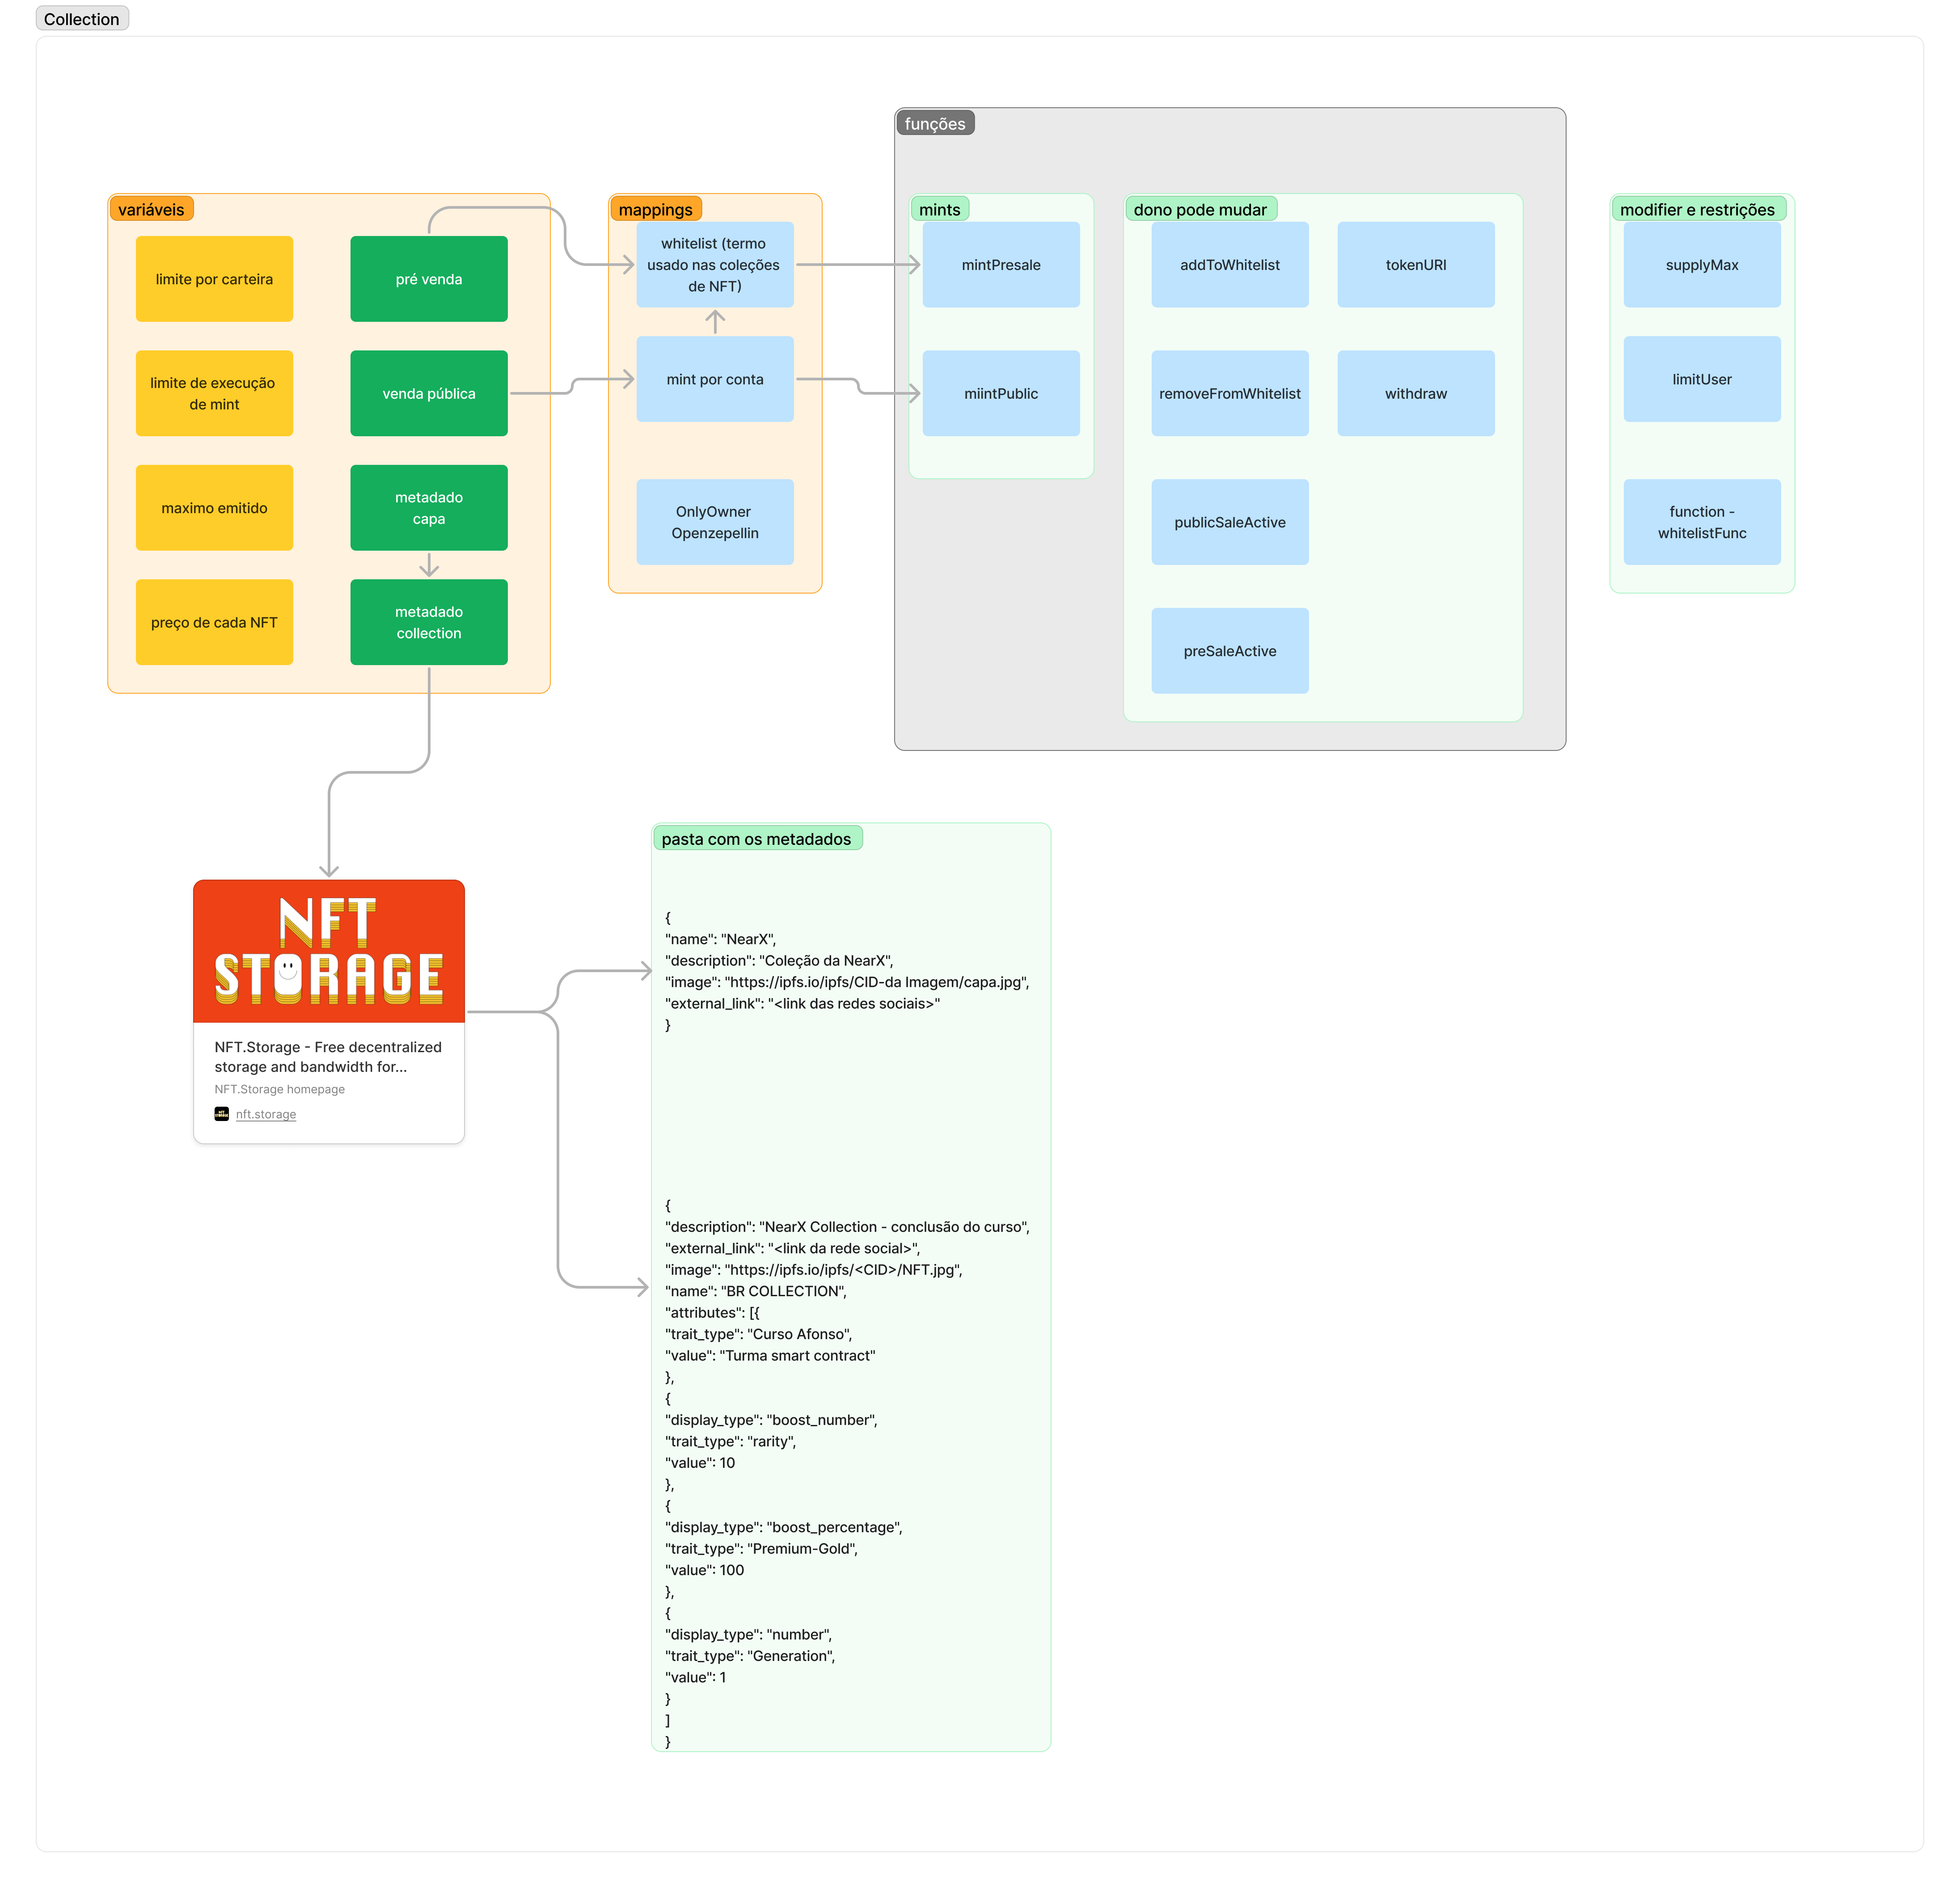 Collection
funções
variáveis
limite por carteira
pré venda
limite de execução
de mint
venda pública
maximo emitido
metadado
capa
preço de cada NFT
metadado
collection
mappings
whitelist (termo
usado nas coleções
de NFT)
mint por conta
OnlyOwner
Openzepellin
mints
mintPresale
miintPublic
dono pode mudar
addToWhitelist
tokenURI
removeFromWhitelist
withdraw
publicSaleActive
preSaleActive
modifier e restrições
supplyMax
limitUser
function -
whitelistFunc
NFT
STORAGE
NFT.Storage - Free decentralized
storage and bandwidth for...
NFT.Storage homepage
nft.storage
pasta com os metadados
{
"name": "NearX",
"description": "Coleção da NearX",
"image": "https://ipfs.io/ipfs/CID-da Imagem/capa.jpg",
"external_link": "<link das redes sociais>"
}
{
"description": "NearX Collection - conclusão do curso",
"external_link": "<link da rede social>",
"image": "https://ipfs.io/ipfs/<CID>/NFT.jpg",
"name": "BR COLLECTION",
"attributes": [{
"trait_type": "Curso Afonso",
"value": "Turma smart contract"
},
{
"display_type": "boost_number",
"trait_type": "rarity",
"value": 10
},
{
"display_type": "boost_percentage",
"trait_type": "Premium-Gold",
"value": 100
},
{
"display_type": "number",
"trait_type": "Generation",
"value": 1
}
]
}